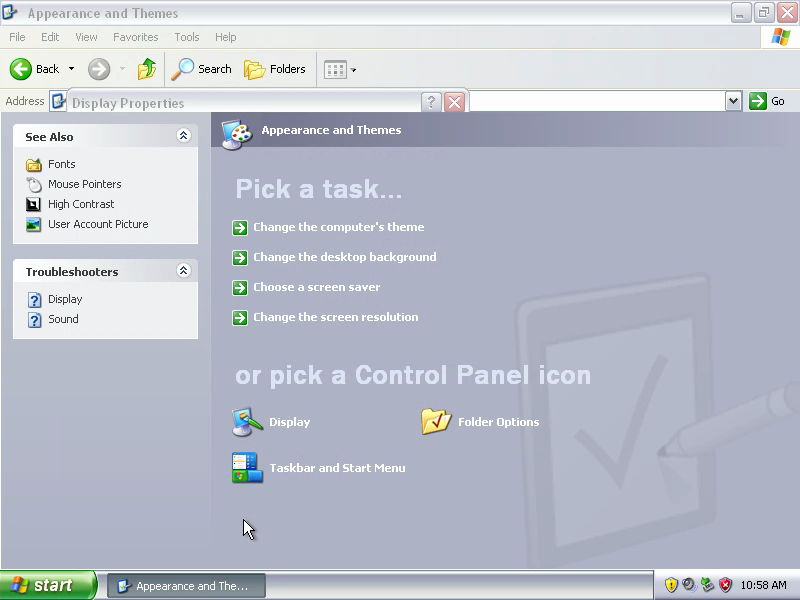 Appearance and Themes
File Edit View Favorites Tools Help
Back Search Folders
Address Display Properties ? Go
See Also
Fonts
Mouse Pointers
High Contrast
User Account Picture
Troubleshooters
Display
Sound
Appearance and Themes
Pick a task...
Change the computer's theme
Change the desktop background
Choose a screen saver
Change the screen resolution
or pick a Control Panel icon
Display Folder Options
Taskbar and Start Menu
start Appearance and The... 10:58 AM